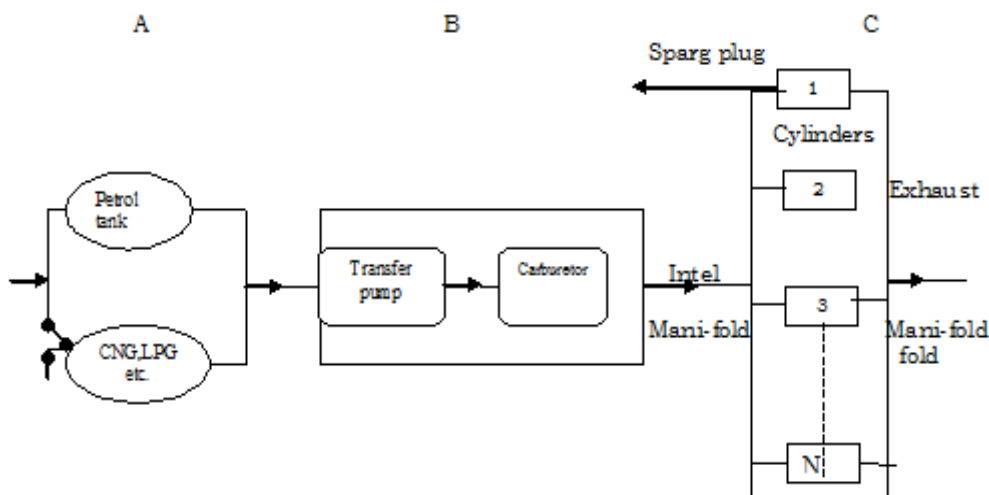 A
B
C
Sparg plug
1
Cylinders
2
Exhaust
Petrol
tank
Transfer
pump
Carburetor
Intel
Mani-fold
3
Mani-fold
fold
CNG,LPG
etc.
N